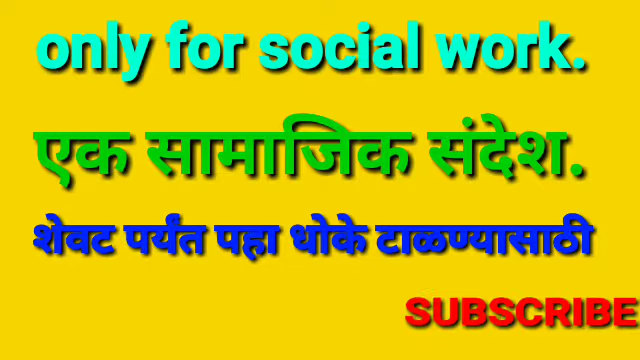 only for social work.
एक सामाजिक संदेश.
शेवट पर्यंत पहा धोके टाळण्यासाठी
SUBSCRIBE